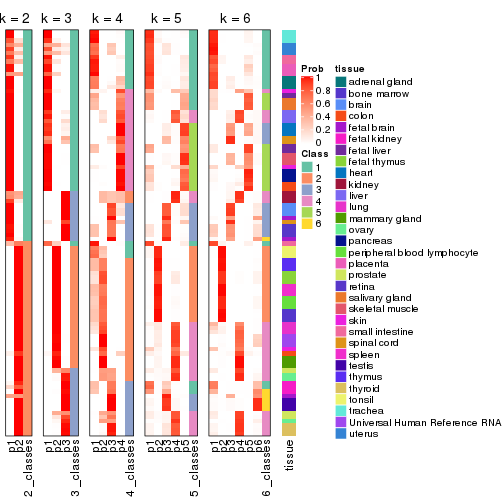 k = 2 k = 3 k = 4 k = 5 k = 6
Prob
1
0.8
0.6
0.4
0.2
0
Class
1
2
3
4
5
6
tissue
adrenal gland
bone marrow
brain
colon
fetal brain
fetal kidney
fetal liver
fetal thymus
heart
kidney
liver
lung
mammary gland
ovary
pancreas
peripheral blood lymphocyte
placenta
prostate
retina
salivary gland
skeletal muscle
skin
small intestine
spinal cord
spleen
testis
thymus
thyroid
tonsil
trachea
Universal Human Reference RNA
uterus
p1 p2 2_classes
p1 p2 p3 3_classes
p1 p2 p3 p4 4_classes
p1 p2 p3 p4 p5 5_classes
p1 p2 p3 p4 p5 p6 6_classes
tissue